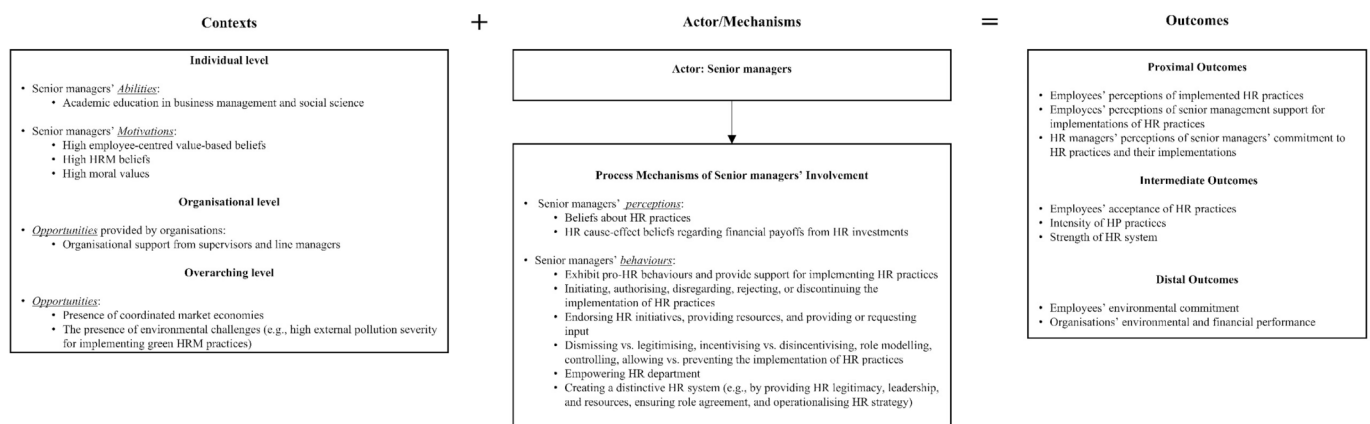 Contexts
+
Actor/Mechanisms
=
Outcomes
Individual level
• Senior managers' Abilities:
• Academic education in business management and social science
• Senior managers' Motivations:
• High employee-centred value-based beliefs
• High HRM beliefs
• High moral values
Organisational level
• Opportunities provided by organisations:
• Organisational support from supervisors and line managers
Overarching level
• Opportunities:
• Presence of coordinated market economies
• The presence of environmental challenges (e.g., high external pollution severity
for implementing green HRM practices)
Actor: Senior managers
Process Mechanisms of Senior managers' Involvement
• Senior managers' perceptions:
• Beliefs about HR practices
• HR cause-effect beliefs regarding financial payoffs from HR investments
• Senior managers' behaviours:
• Exhibit pro-HR behaviours and provide support for implementing HR practices
• Initiating, authorising, disregarding, rejecting, or discontinuing the
implementation of HR practices
• Endorsing HR initiatives, providing resources, and providing or requesting
input
• Dismissing vs. legitimising, incentivising vs. disincentivising, role modelling,
controlling, allowing vs. preventing the implementation of HR practices
• Empowering HR department
• Creating a distinctive HR system (e.g., by providing HR legitimacy, leadership,
and resources, ensuring role agreement, and operationalising HR strategy)
Proximal Outcomes
• Employees' perceptions of implemented HR practices
• Employees' perceptions of senior management support for
implementations of HR practices
• HR managers' perceptions of senior managers' commitment to
HR practices and their implementations
Intermediate Outcomes
• Employees' acceptance of HR practices
• Intensity of HP practices
• Strength of HR system
Distal Outcomes
• Employees' environmental commitment
• Organisations' environmental and financial performance